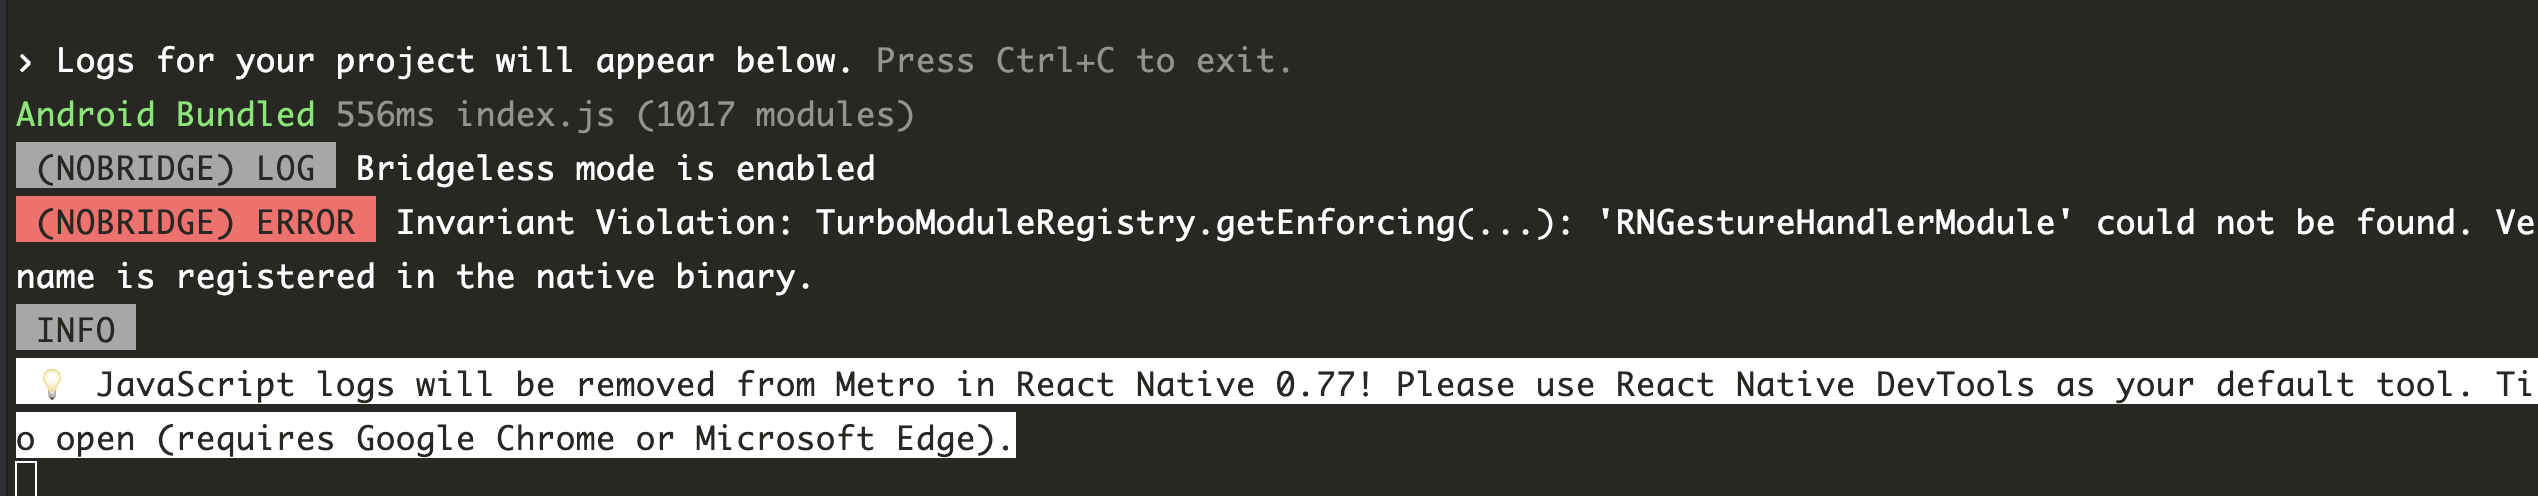 › Logs for your project will appear below. Press Ctrl+C to exit.
Android Bundled 556ms index.js (1017 modules)
(NOBRIDGE) LOG Bridgeless mode is enabled
(NOBRIDGE) ERROR Invariant Violation: TurboModuleRegistry.getEnforcing(...): 'RNGestureHandlerModule' could not be found. Ve
name is registered in the native binary.
INFO
💡 JavaScript logs will be removed from Metro in React Native 0.77! Please use React Native DevTools as your default tool. Ti
o open (requires Google Chrome or Microsoft Edge).